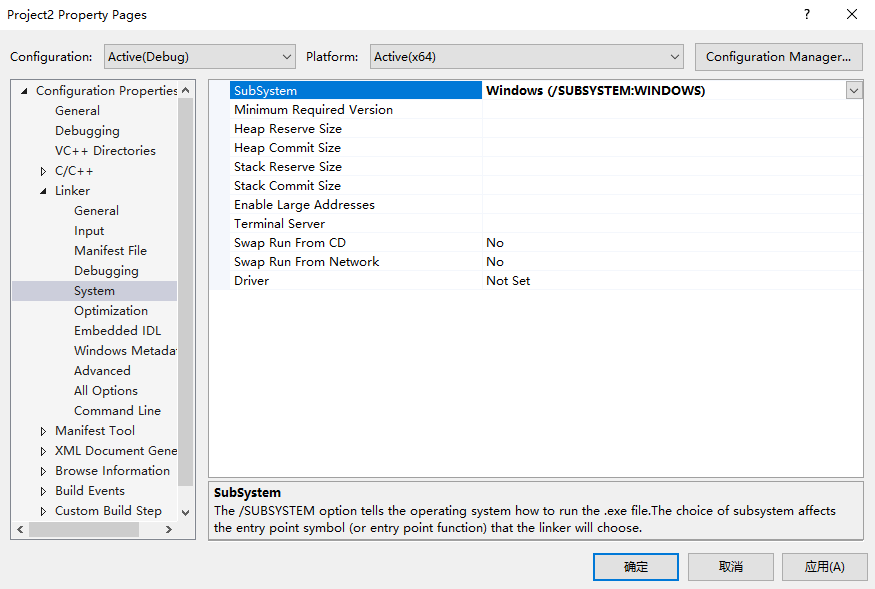 Project2 Property Pages
Configuration: Active(Debug) Platform: Active(x64) Configuration Manager...
Configuration Properties
General
Debugging
VC++ Directories
C/C++
Linker
General
Input
Manifest File
Debugging
System
Optimization
Embedded IDL
Windows Metada
Advanced
All Options
Command Line
Manifest Tool
XML Document Gene
Browse Information
Build Events
Custom Build Step
SubSystem Windows (/SUBSYSTEM:WINDOWS)
Minimum Required Version
Heap Reserve Size
Heap Commit Size
Stack Reserve Size
Stack Commit Size
Enable Large Addresses
Terminal Server
Swap Run From CD No
Swap Run From Network No
Driver Not Set
SubSystem
The /SUBSYSTEM option tells the operating system how to run the .exe file.The choice of subsystem affects
the entry point symbol (or entry point function) that the linker will choose.
确定 取消 应用(A)